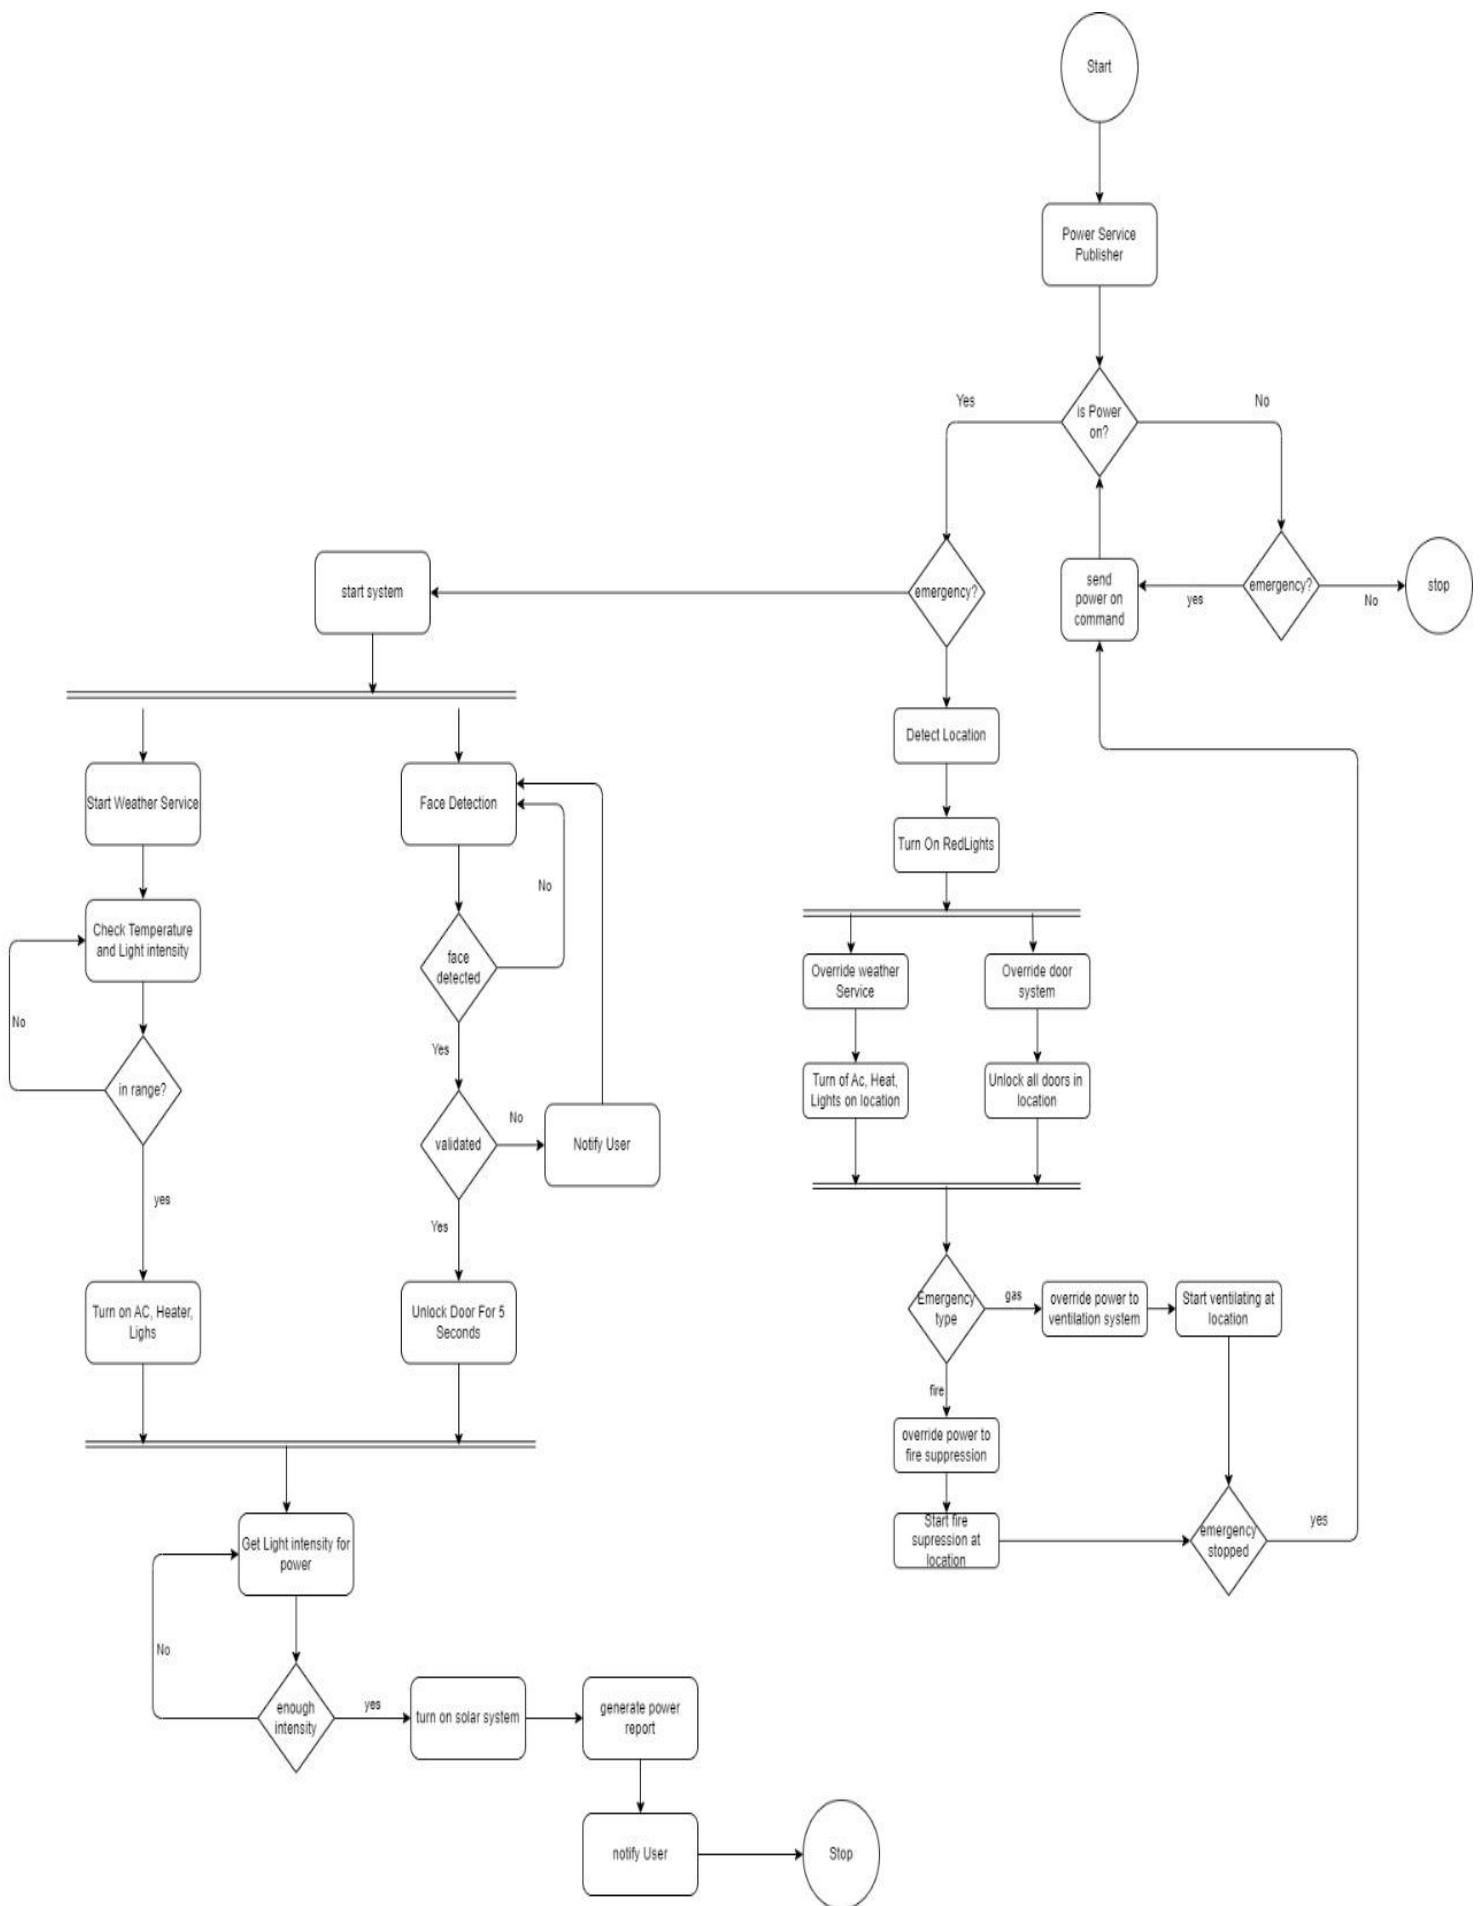 Start
Power Service
Publisher
is Power
on?
Yes
No
emergency?
start system
send
power on
command
yes
emergency?
No
stop
Detect Location
Turn On RedLights
Start Weather Service
Face Detection
Check Temperature
and Light intensity
No
in range?
yes
face
detected
No
Yes
validated
No
Notify User
Yes
Turn on AC, Heater,
Lighs
Unlock Door For 5
Seconds
Override weather
Service
Override door
system
Turn of Ac, Heat,
Lights on location
Unlock all doors in
location
Emergency
type
gas
override power to
ventilation system
Start ventilating at
location
fire
override power to
fire suppression
Start fire
supression at
location
emergency
stopped
yes
Get Light intensity for
power
No
enough
intensity
yes
turn on solar system
generate power
report
notify User
Stop